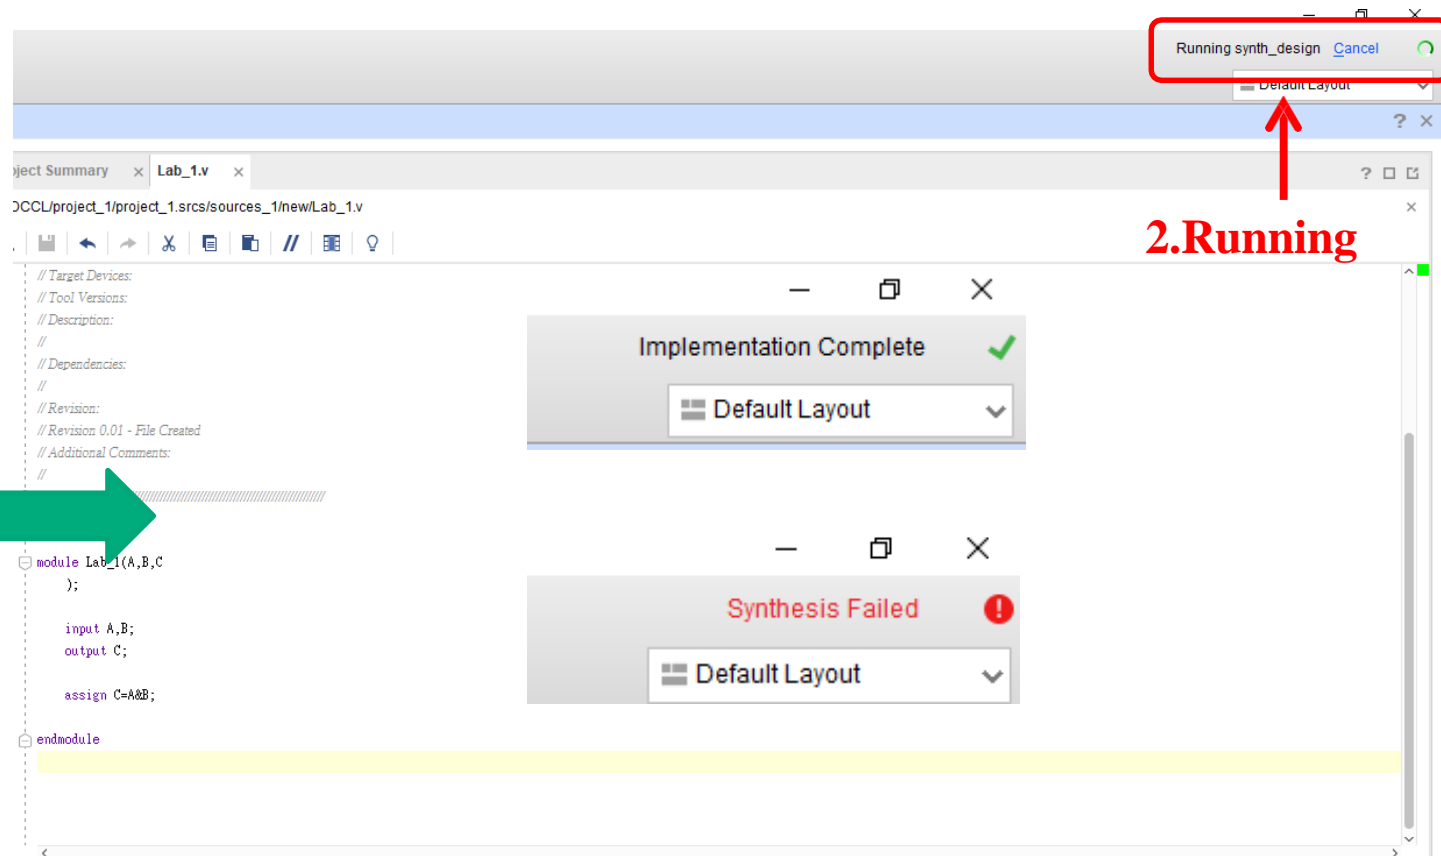 Running synth_design Cancel
Default Layout
? ×
ject Summary × Lab_1.v ×
OCCL/project_1/project_1.srcs/sources_1/new/Lab_1.v
2.Running
// Target Devices:
// Tool Versions:
// Description:
//
// Dependencies:
//
// Revision:
// Revision 0.01 - File Created
// Additional Comments:
//
Implementation Complete
Default Layout
Synthesis Failed
Default Layout
module Lab_1(A,B,C
);
input A,B;
output C;
assign C=A&B;
endmodule